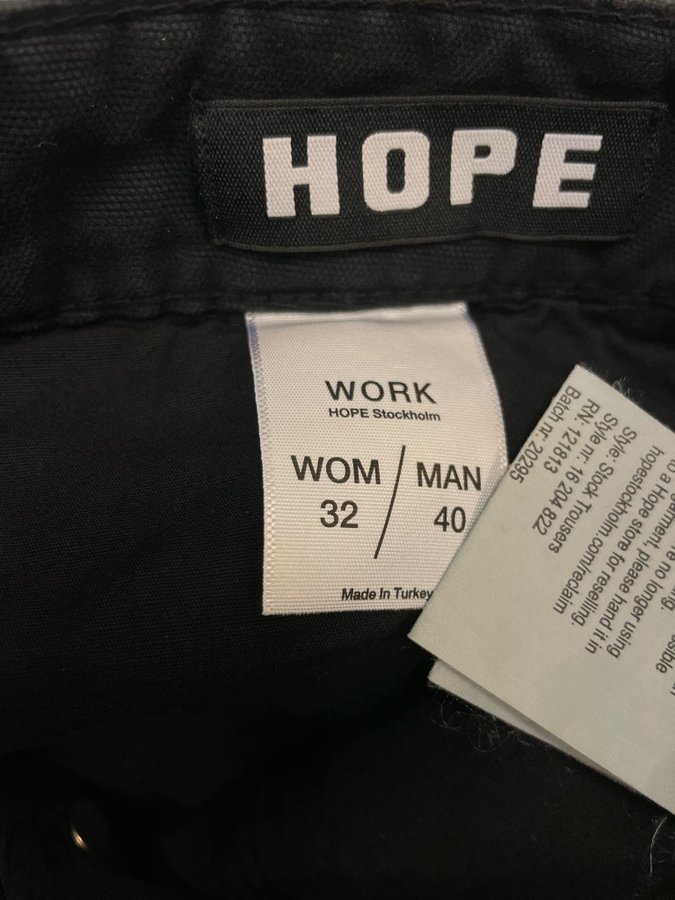 HOPE
WORK
HOPE Stockholm
WOM / MAN
32 40
Made In Turkey
Batch nr: 20295
RN: 121813
Style nr: 16 204 822
Style: Stock Trousers
hopestockholm.com/reclaim
to a Hope store for reselling.
garment, please hand it in
no longer using